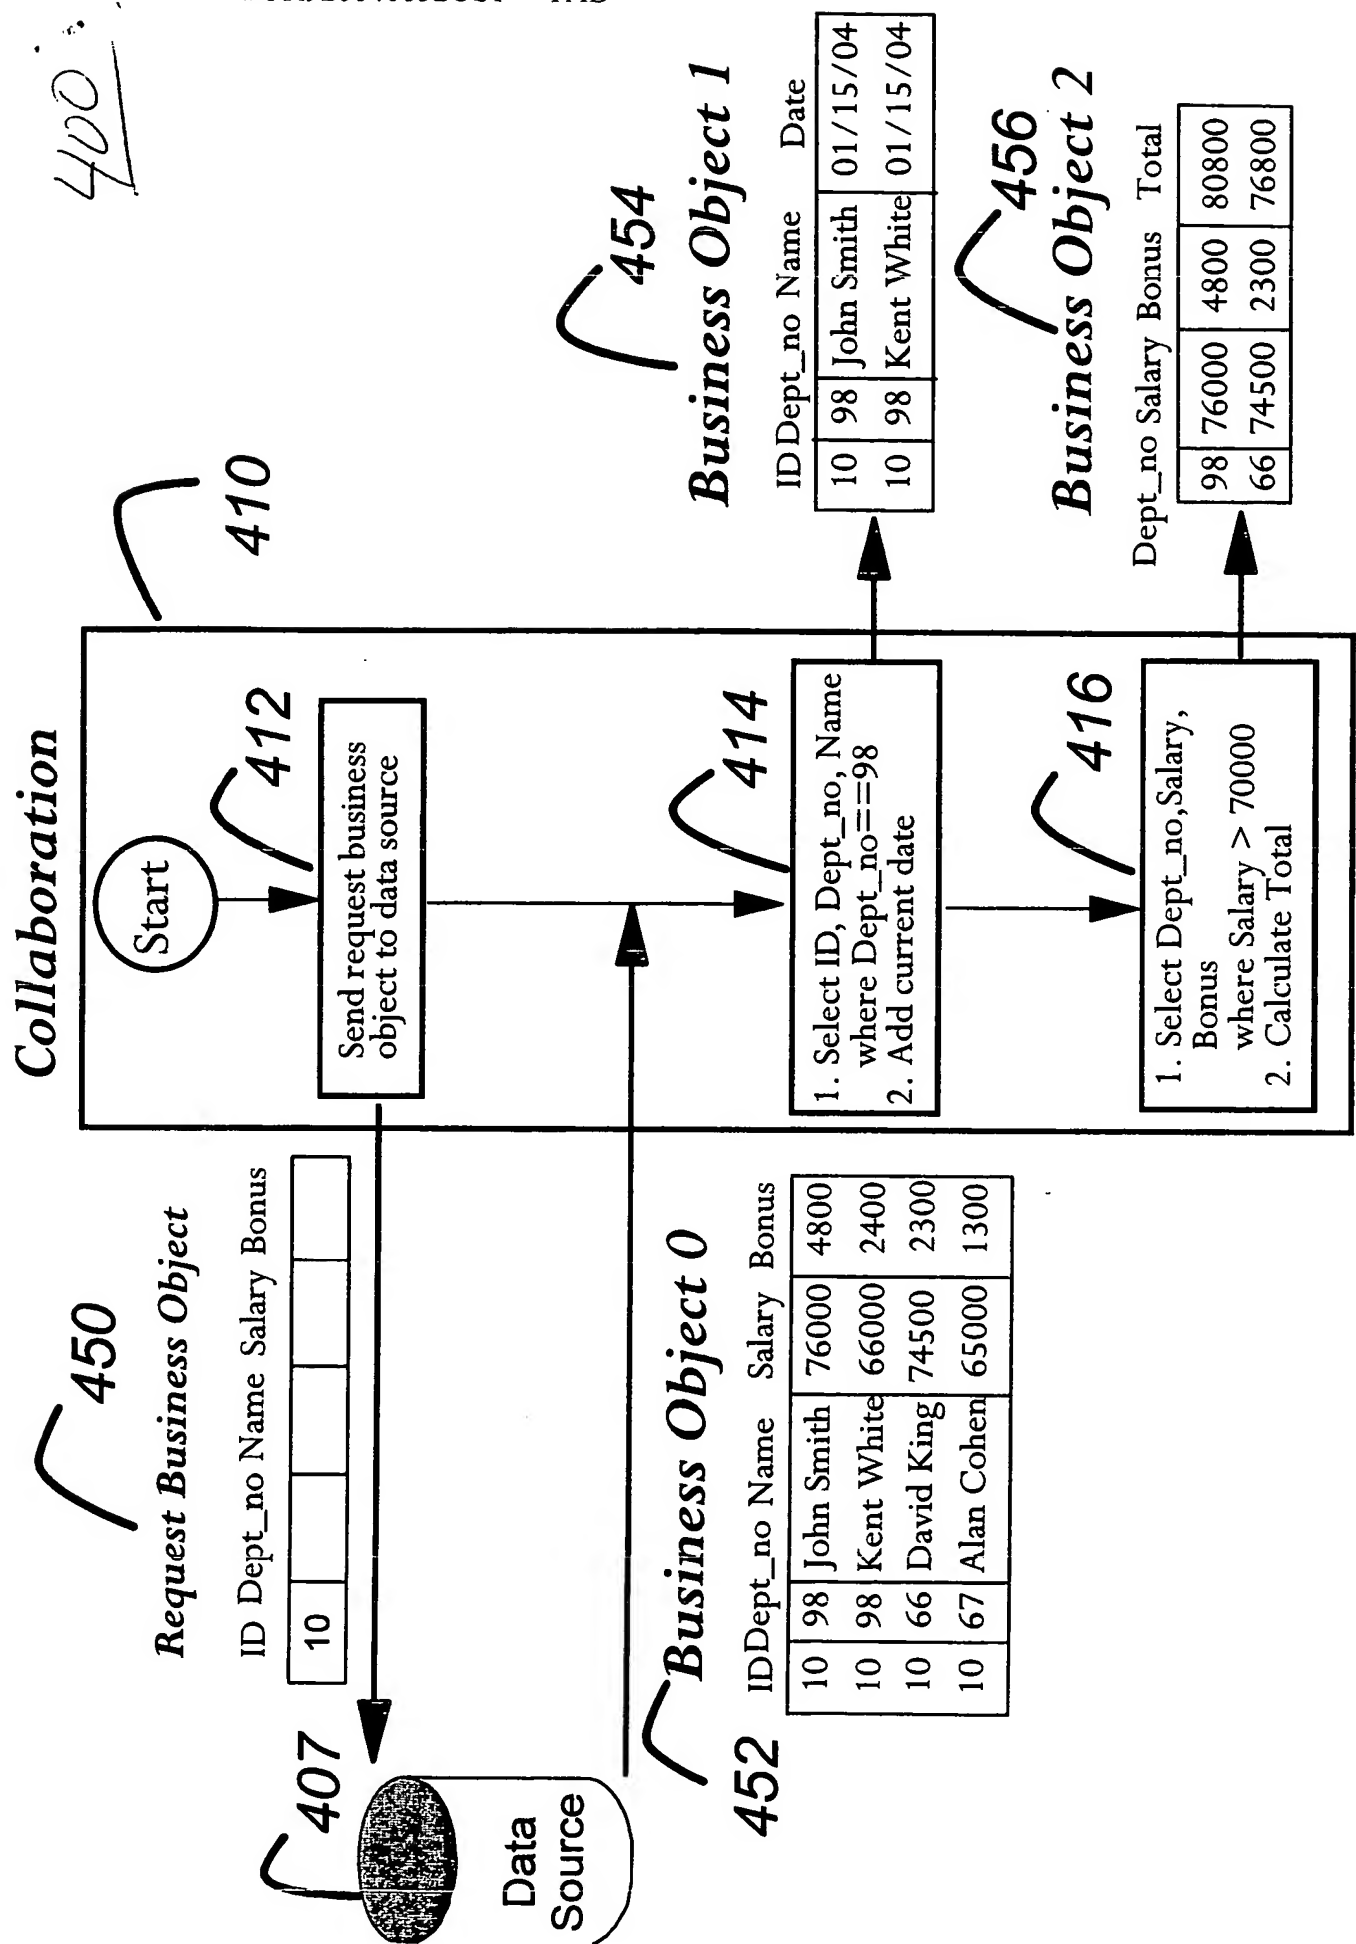 400
Collaboration
410
Start
412
Send request business
object to data source
414
1. Select ID, Dept_no, Name
where Dept_no==98
2. Add current date
416
1. Select Dept_no,Salary,
Bonus
where Salary > 70000
2. Calculate Total
450
Request Business Object
ID Dept_no Name Salary Bonus
10
407
Data
Source
452
Business Object 0
IDDept_no Name Salary Bonus
10 98 John Smith 76000 4800
10 98 Kent White 66000 2400
10 66 David King 74500 2300
10 67 Alan Cohen 65000 1300
454
Business Object 1
IDDept_no Name Date
10 98 John Smith 01/15/04
10 98 Kent White 01/15/04
456
Business Object 2
Dept_no Salary Bonus Total
98 76000 4800 80800
66 74500 2300 76800